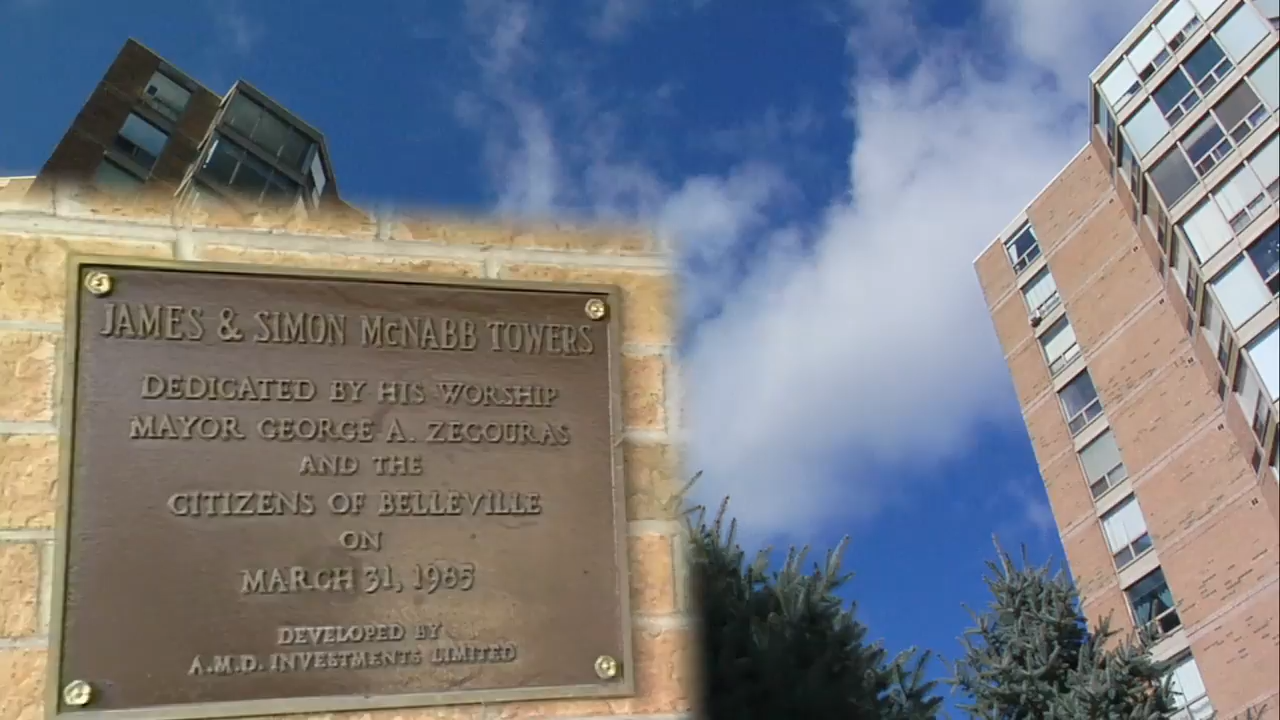 JAMES & SIMON McNABB TOWERS
DEDICATED BY HIS WORSHIP
MAYOR GEORGE A. ZEGOURAS
AND THE
CITIZENS OF BELLEVILLE
ON
MARCH 31, 1985
DEVELOPED BY
A.M.D. INVESTMENTS LIMITED